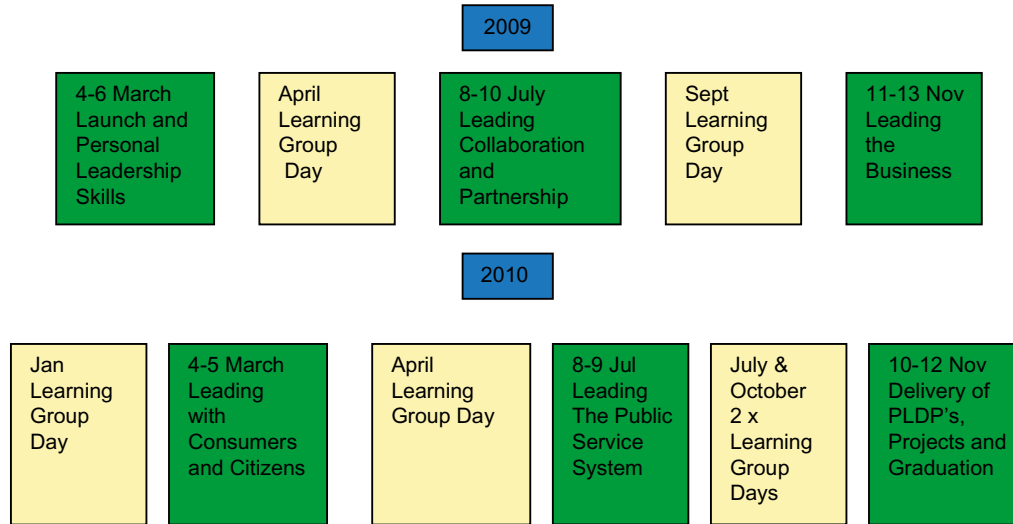 2009
4-6 March
Launch and
Personal
Leadership
Skills
April
Learning
Group
Day
8-10 July
Leading
Collaboration
and
Partnership
Sept
Learning
Group
Day
11-13 Nov
Leading
the
Business
2010
Jan
Learning
Group
Day
4-5 March
Leading
with
Consumers
and Citizens
April
Learning
Group Day
8-9 Jul
Leading
The Public
Service
System
July &
October
2 x
Learning
Group
Days
10-12 Nov
Delivery of
PLDP's,
Projects and
Graduation